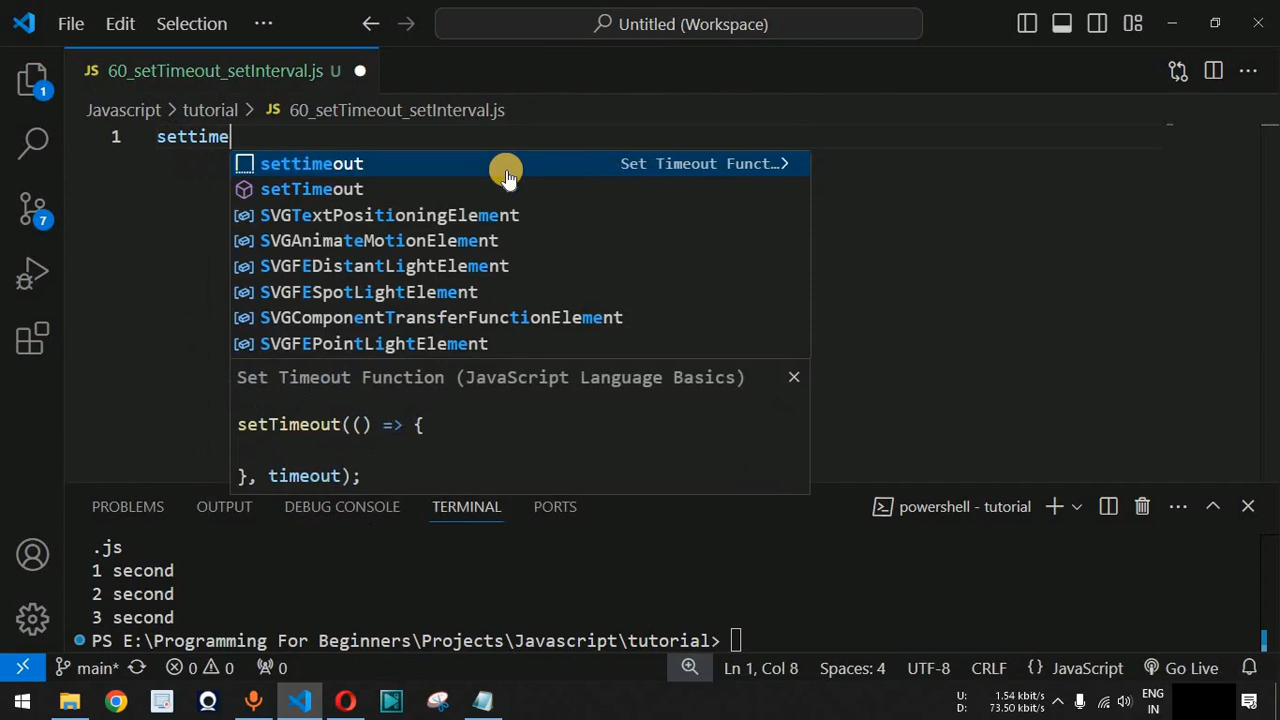 File Edit Selection ··· Untitled (Workspace)
JS 60_setTimeout_setInterval.js U
Javascript > tutorial > JS 60_setTimeout_setInterval.js
1 settime
settimeout Set Timeout Funct...>
setTimeout
SVGTextPositioningElement
SVGAnimateMotionElement
SVGFEDistantLightElement
SVGFESpotLightElement
SVGComponentTransferFunctionElement
SVGFEPointLightElement
Set Timeout Function (JavaScript Language Basics)
setTimeout(() => {
}, timeout);
1
7
PROBLEMS OUTPUT DEBUG CONSOLE TERMINAL PORTS powershell - tutorial
.js
1 second
2 second
3 second
PS E:\Programming For Beginners\Projects\Javascript\tutorial>
main* 0 0 0 Ln 1, Col 8 Spaces: 4 UTF-8 CRLF {} JavaScript Go Live
U: 1.54 kbit/s
D: 73.50 kbit/s
ENG
IN